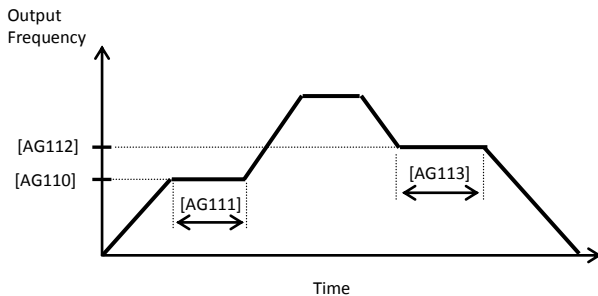 Output
Frequency
[AG112]
[AG110]
[AG111]
[AG113]
Time